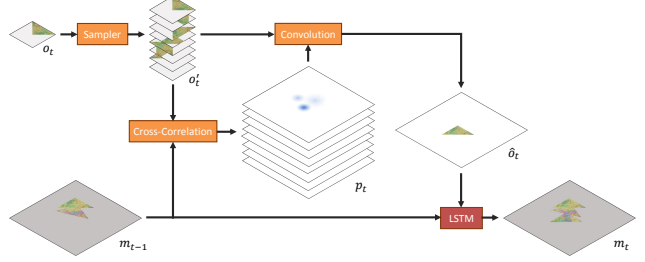 Sampler
Convolution
o_t
o'_t
Cross-Correlation
p_t
ô_t
m_{t−1}
LSTM
m_t